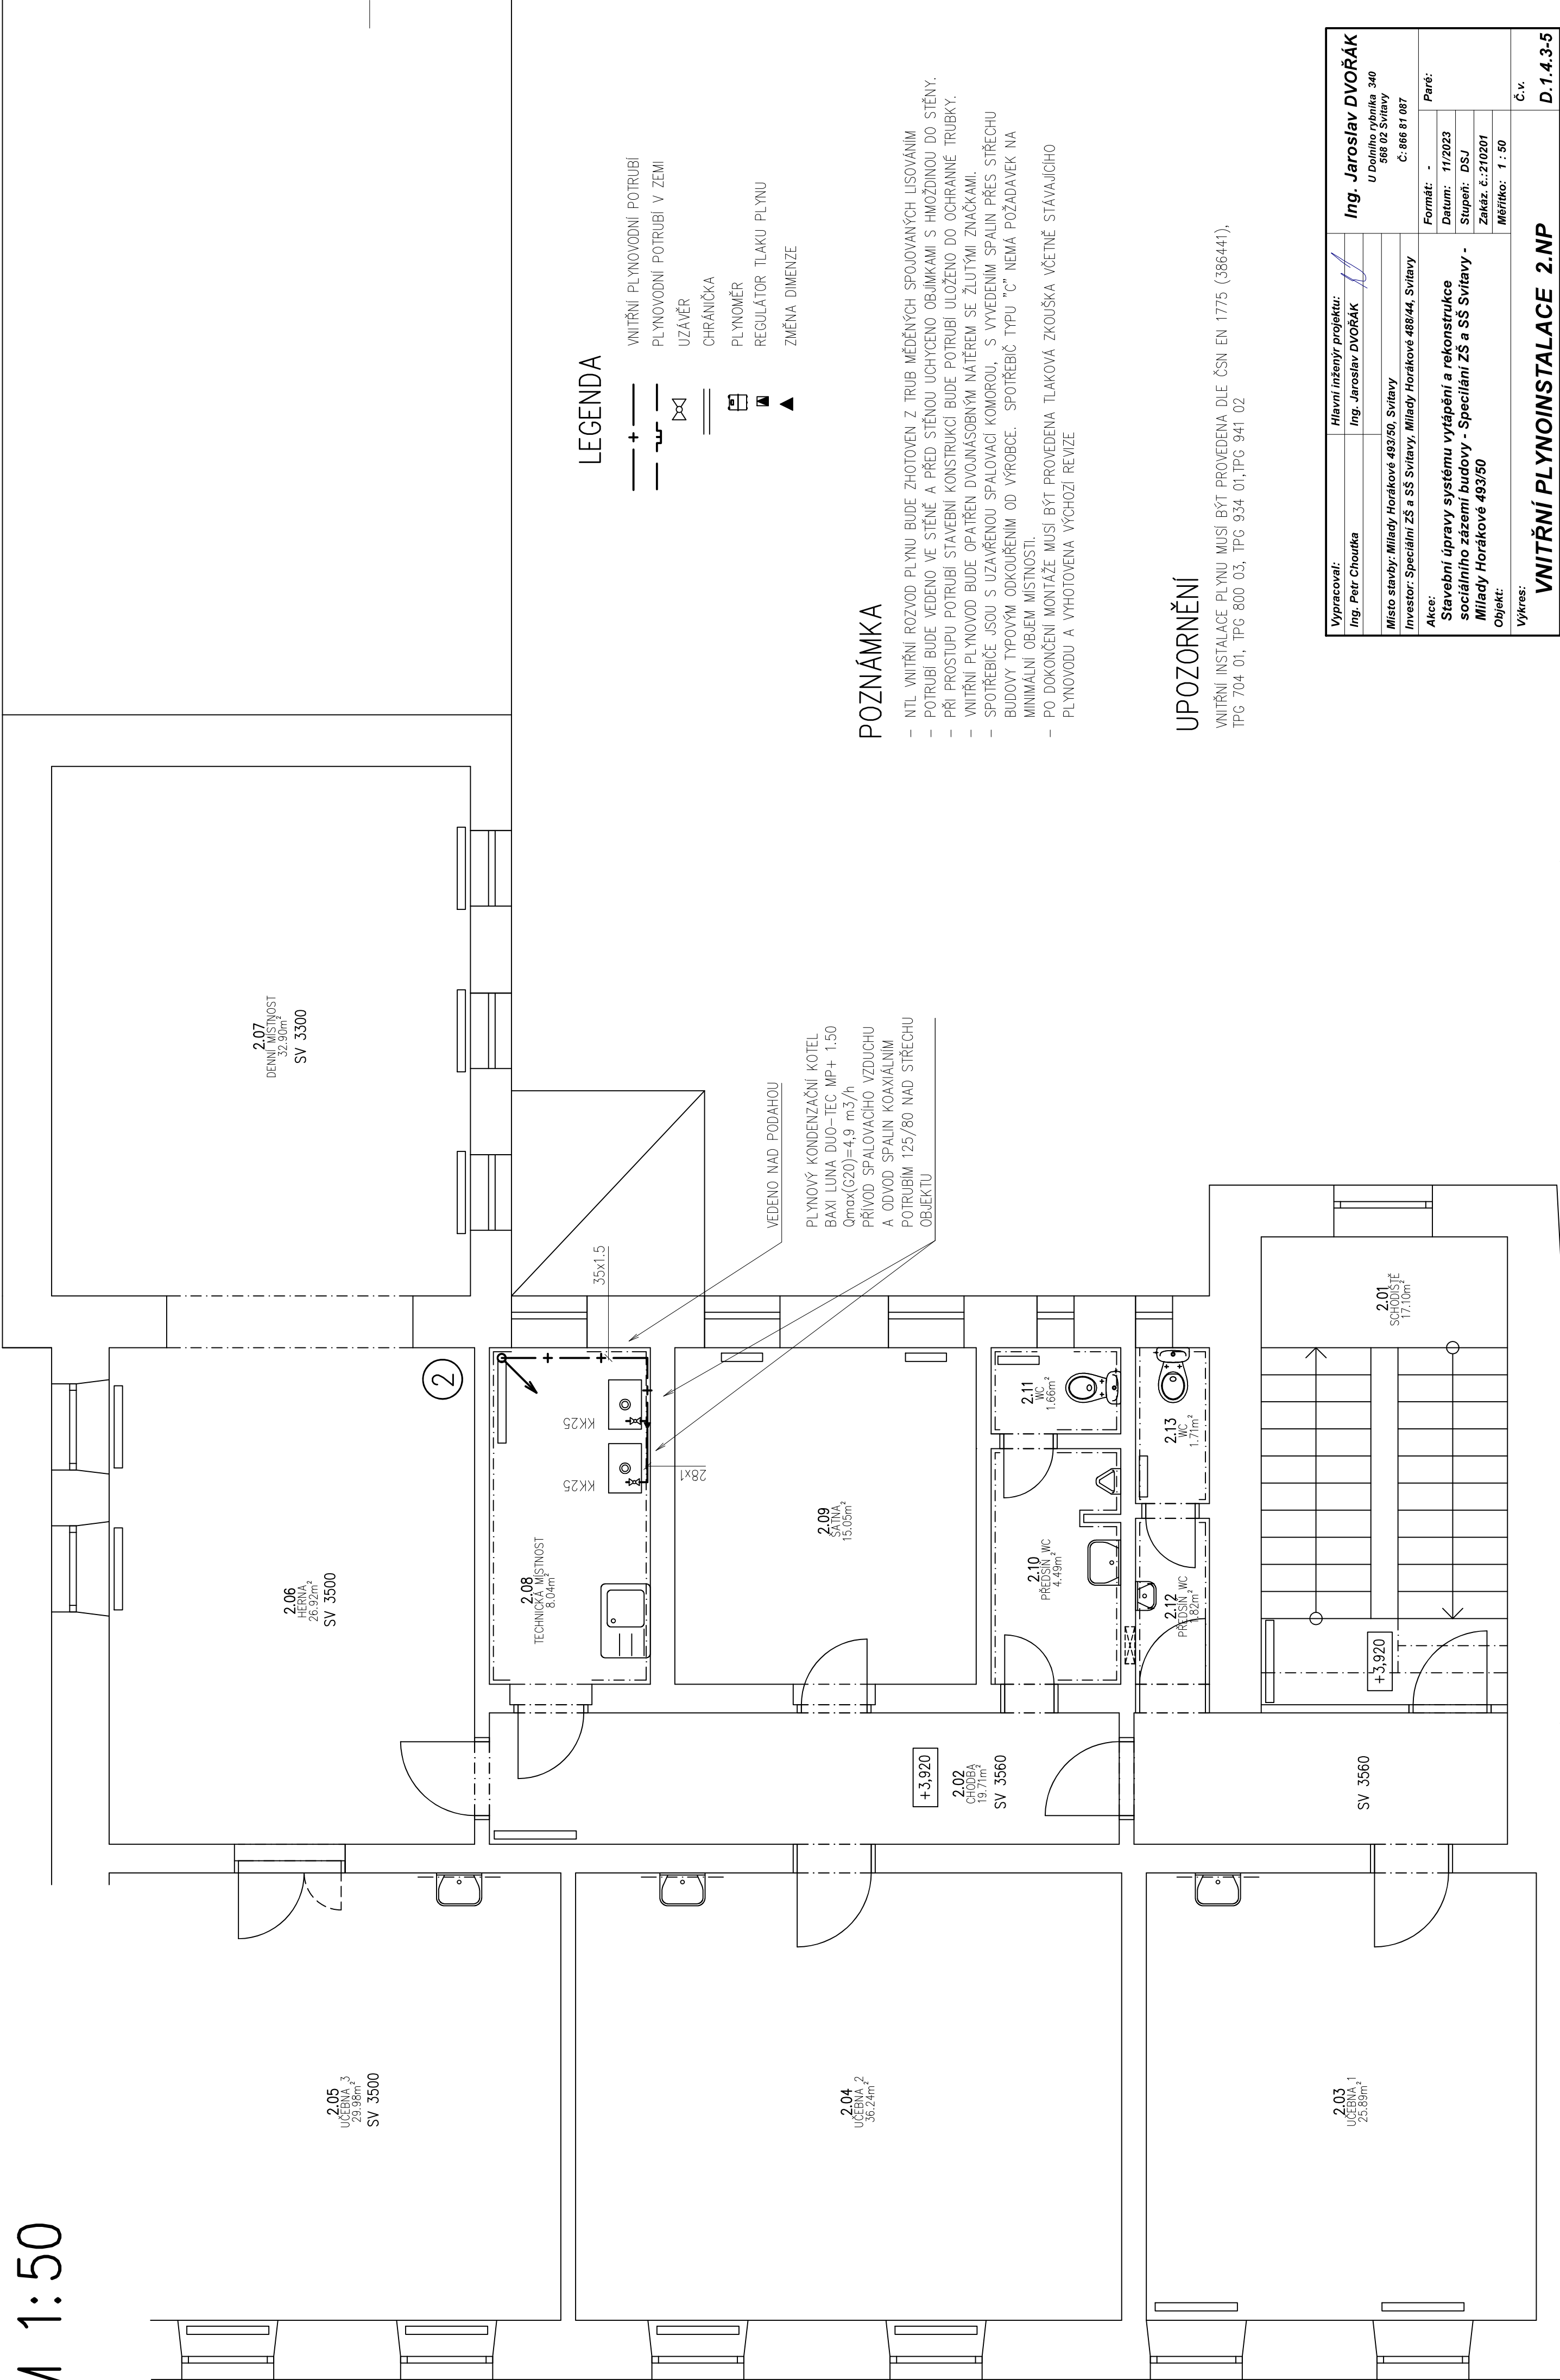 M 1:50
2.07
DENNÍ MÍSTNOST
32.90m²
SV 3300
2.06
HERNA
26.92m²
SV 3500
2
2.05
UČEBNA 3
29.98m²
SV 3500
2.08
TECHNICKÁ MÍSTNOST
8.04m²
KK25
KK25
28x1
35x1.5
VEDENO NAD PODAHOU
PLYNOVÝ KONDENZAČNÍ KOTEL
BAXI LUNA DUO-TEC MP+ 1.50
Qmax(G20)=4,9 m3/h
PŘÍVOD SPALOVACÍHO VZDUCHU
A ODVOD SPALIN KOAXIÁLNÍM
POTRUBÍM 125/80 NAD STŘECHU
OBJEKTU
2.09
ŠATNA
15.05m²
2.04
UČEBNA 2
36.24m²
+3,920
2.02
CHODBA
19.71m²
SV 3560
2.11
WC
1.66m²
2.10
PŘEDSÍŇ WC
4.49m²
2.13
WC
1.71m²
2.12
PŘEDSÍŇ WC
1.82m²
2.01
SCHODIŠTĚ
17.10m²
+3,920
SV 3560
2.03
UČEBNA 1
25.89m²
LEGENDA
VNITŘNÍ PLYNOVODNÍ POTRUBÍ
PLYNOVODNÍ POTRUBÍ V ZEMI
UZÁVĚR
CHRÁNIČKA
PLYNOMĚR
REGULÁTOR TLAKU PLYNU
ZMĚNA DIMENZE
POZNÁMKA
- NTL VNITŘNÍ ROZVOD PLYNU BUDE ZHOTOVEN Z TRUB MĚDĚNÝCH SPOJOVANÝCH LISOVÁNÍM
- POTRUBÍ BUDE VEDENO VE STĚNĚ A PŘED STĚNOU UCHYCENO OBJÍMKAMI S HMOŽDINOU DO STĚNY.
- PŘI PROSTUPU POTRUBÍ STAVEBNÍ KONSTRUKCÍ BUDE POTRUBÍ ULOŽENO DO OCHRANNÉ TRUBKY.
- VNITŘNÍ PLYNOVOD BUDE OPATŘEN DVOJNÁSOBNÝM NÁTĚREM SE ŽLUTÝMI ZNAČKAMI.
- SPOTŘEBIČE JSOU S UZAVŘENOU SPALOVACÍ KOMOROU, S VYVEDENÍM SPALIN PŘES STŘECHU
BUDOVY TYPOVÝM ODKOUŘENÍM OD VÝROBCE. SPOTŘEBIČ TYPU "C" NEMÁ POŽADAVEK NA
MINIMÁLNÍ OBJEM MÍSTNOSTI.
- PO DOKONČENÍ MONTÁŽE MUSÍ BÝT PROVEDENA TLAKOVÁ ZKOUŠKA VČETNĚ STÁVAJÍCÍHO
PLYNOVODU A VYHOTOVENA VÝCHOZÍ REVIZE
UPOZORNĚNÍ
VNITŘNÍ INSTALACE PLYNU MUSÍ BÝT PROVEDENA DLE ČSN EN 1775 (386441),
TPG 704 01, TPG 800 03, TPG 934 01,TPG 941 02
Vypracoval:
Hlavní inženýr projektu:
Ing. Petr Choutka
Ing. Jaroslav DVOŘÁK
Ing. Jaroslav DVOŘÁK
U Dolního rybníka 340
568 02 Svitavy
Č: 866 81 087
Místo stavby: Milady Horákové 493/50, Svitavy
Investor: Speciální ZŠ a SŠ Svitavy, Milady Horákové 488/44, Svitavy
Akce:
Stavební úpravy systému vytápění a rekonstrukce
sociálního zázemí budovy - Specilání ZŠ a SŠ Svitavy -
Milady Horákové 493/50
Objekt:
Formát: -
Paré:
Datum: 11/2023
Stupeň: DSJ
Zakáz. č.:210201
Měřítko: 1 : 50
Výkres:
VNITŘNÍ PLYNOINSTALACE 2.NP
Č.v.
D.1.4.3-5